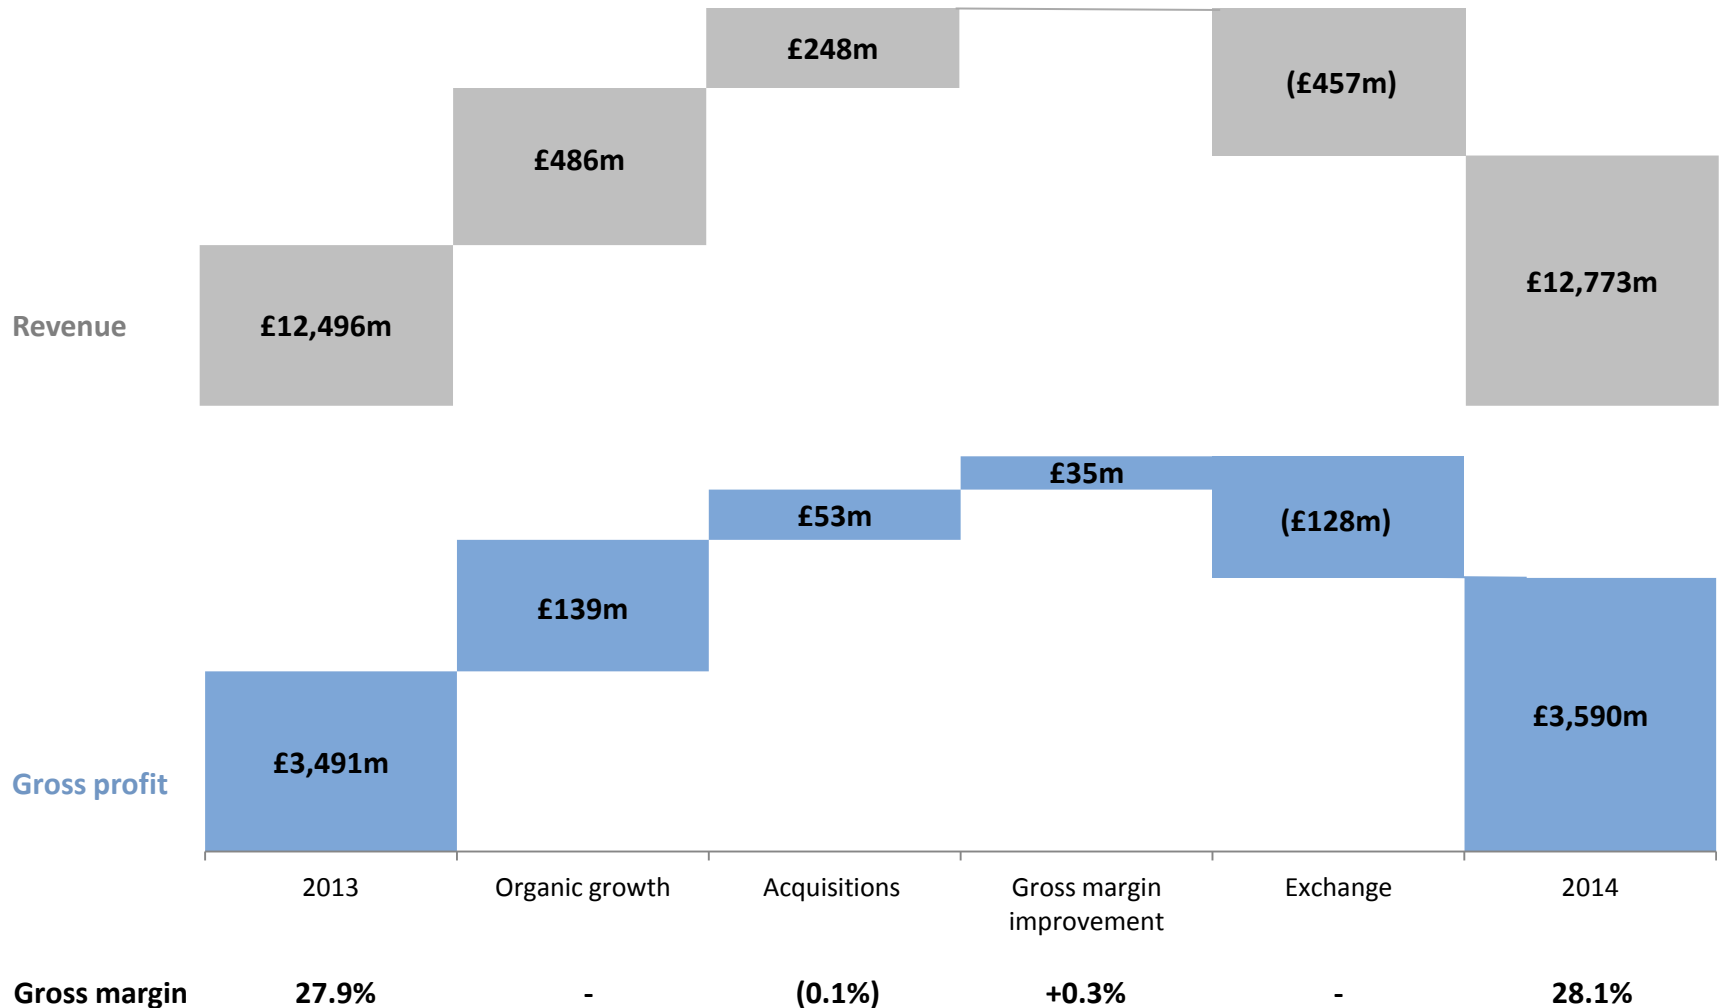 £248m
(£457m)
£486m
£12,773m
Revenue
£12,496m
£35m
£53m
(£128m)
£139m
£3,590m
£3,491m
Gross profit
2013
Organic growth
Acquisitions
Gross margin
improvement
Exchange
2014
Gross margin 27.9% - (0.1%) +0.3% - 28.1%